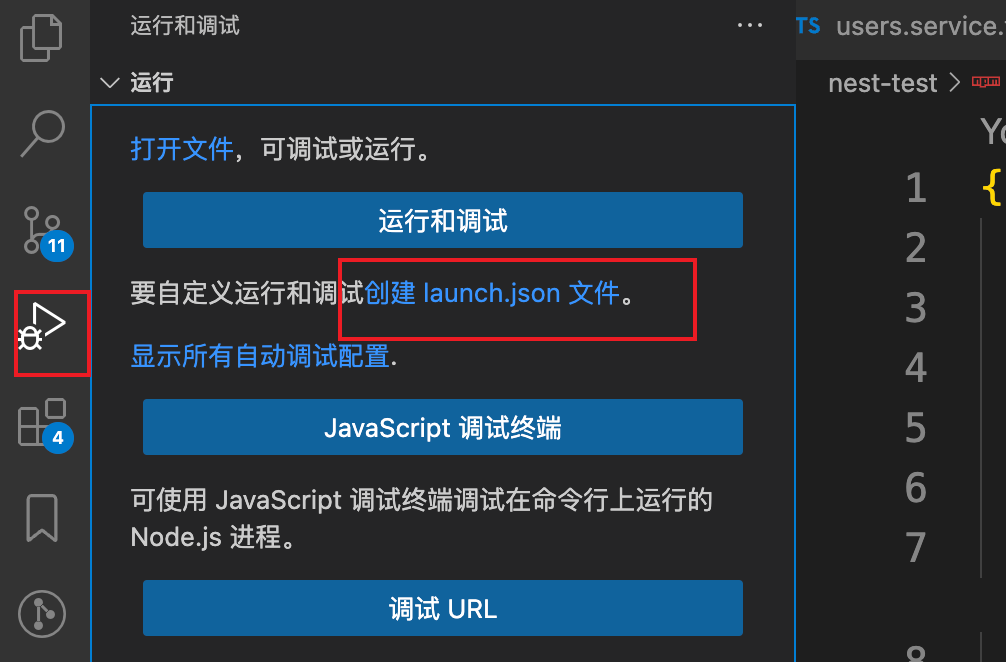 运行和调试
TS users.service.
运行
nest-test
Yo
打开文件，可调试或运行。
1 {
运行和调试
2
11
要自定义运行和调试创建 launch.json 文件。
3
显示所有自动调试配置.
4
JavaScript 调试终端
5
4
可使用 JavaScript 调试终端调试在命令行上运行的
6
Node.js 进程。
7
调试 URL
8